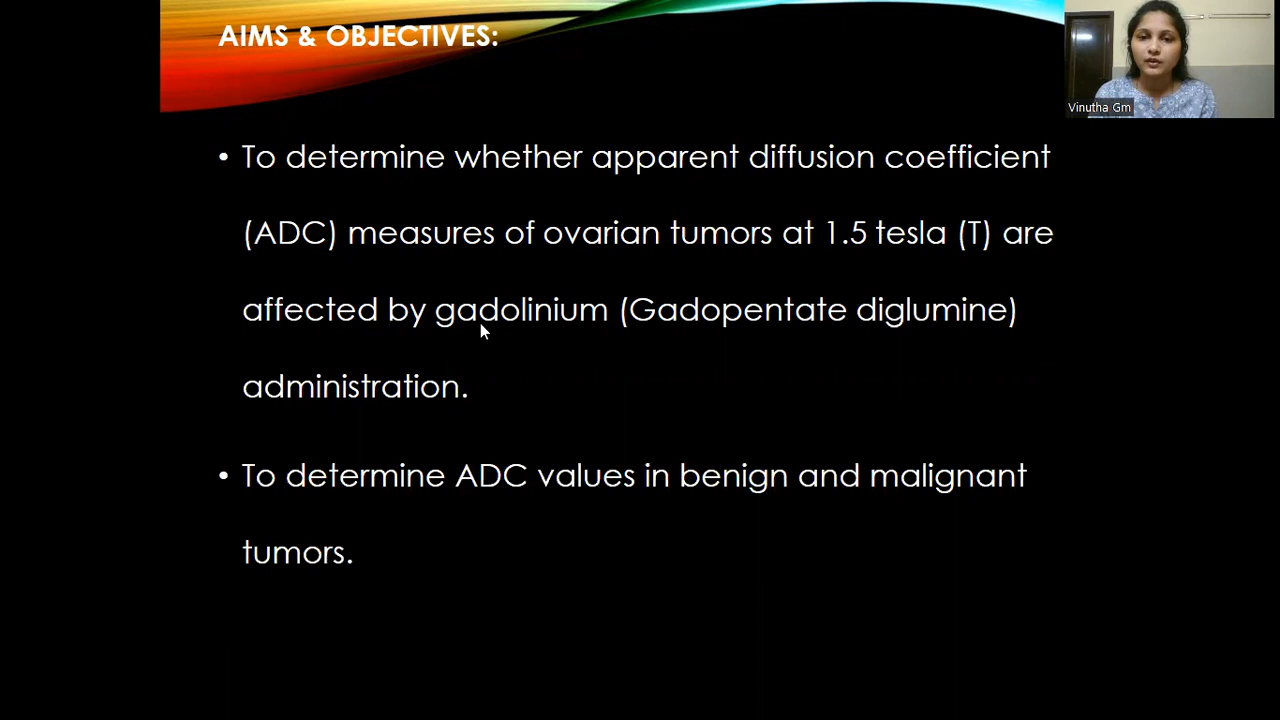 AIMS & OBJECTIVES:
Vinutha Gm
• To determine whether apparent diffusion coefficient
(ADC) measures of ovarian tumors at 1.5 tesla (T) are
affected by gadolinium (Gadopentate diglumine)
administration.
• To determine ADC values in benign and malignant
tumors.